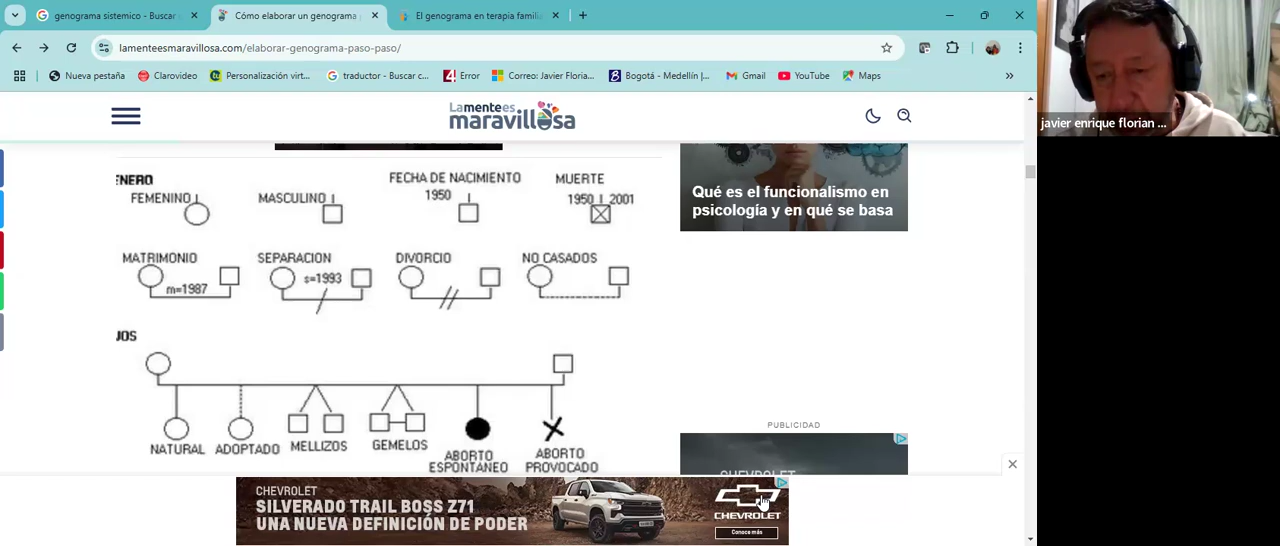 genograma sistemico - Buscar c
Cómo elaborar un genograma p
El genograma en terapia famili
lamenteesmaravillosa.com/elaborar-genograma-paso-paso/
Nueva pestaña
Clarovideo
Personalización virt...
traductor - Buscar c...
Error
Correo: Javier Floria...
Bogotá - Medellín |...
Gmail
YouTube
Maps
javier enrique florian ...
Lamentees
maravillosa
ENERO
FEMENINO
MASCULINO
FECHA DE NACIMIENTO
1950
MUERTE
1950 2001
Qué es el funcionalismo en
psicología y en qué se basa
MATRIMONIO
m=1987
SEPARACION
s=1993
DIVORCIO
NO CASADOS
JOS
NATURAL
ADOPTADO
MELLIZOS
GEMELOS
ABORTO
ESPONTANEO
ABORTO
PROVOCADO
PUBLICIDAD
CHEVROLET
CHEVROLET
SILVERADO TRAIL BOSS Z71
UNA NUEVA DEFINICIÓN DE PODER
CHEVROLET
Conoce más